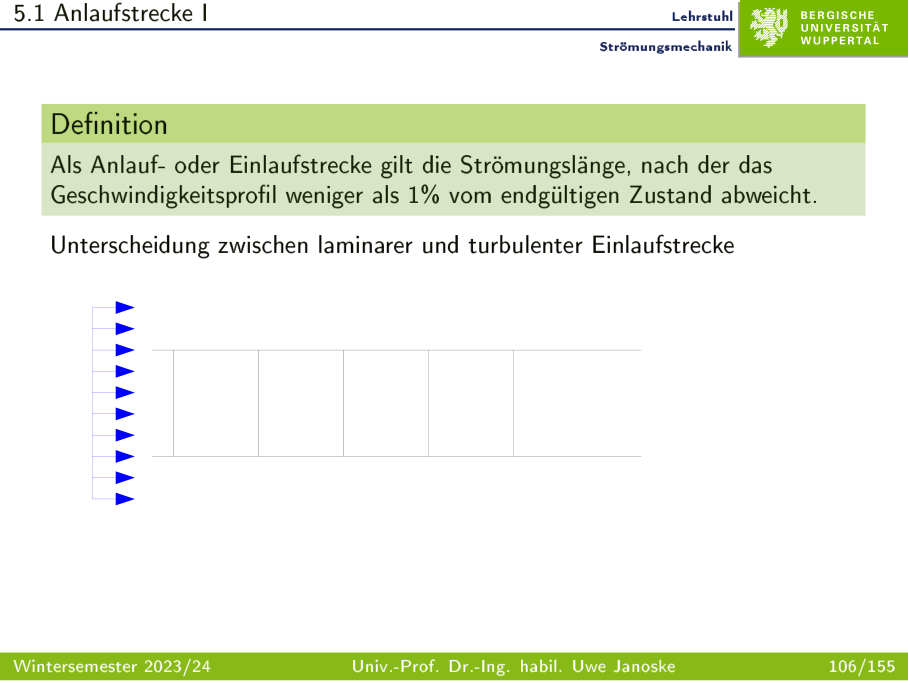 5.1 Anlaufstrecke I
Lehrstuhl
Strömungsmechanik
BERGISCHE
UNIVERSITÄT
WUPPERTAL
Definition
Als Anlauf- oder Einlaufstrecke gilt die Strömungslänge, nach der das
Geschwindigkeitsprofil weniger als 1% vom endgültigen Zustand abweicht.
Unterscheidung zwischen laminarer und turbulenter Einlaufstrecke
Wintersemester 2023/24
Univ.-Prof. Dr.-Ing. habil. Uwe Janoske
106/155